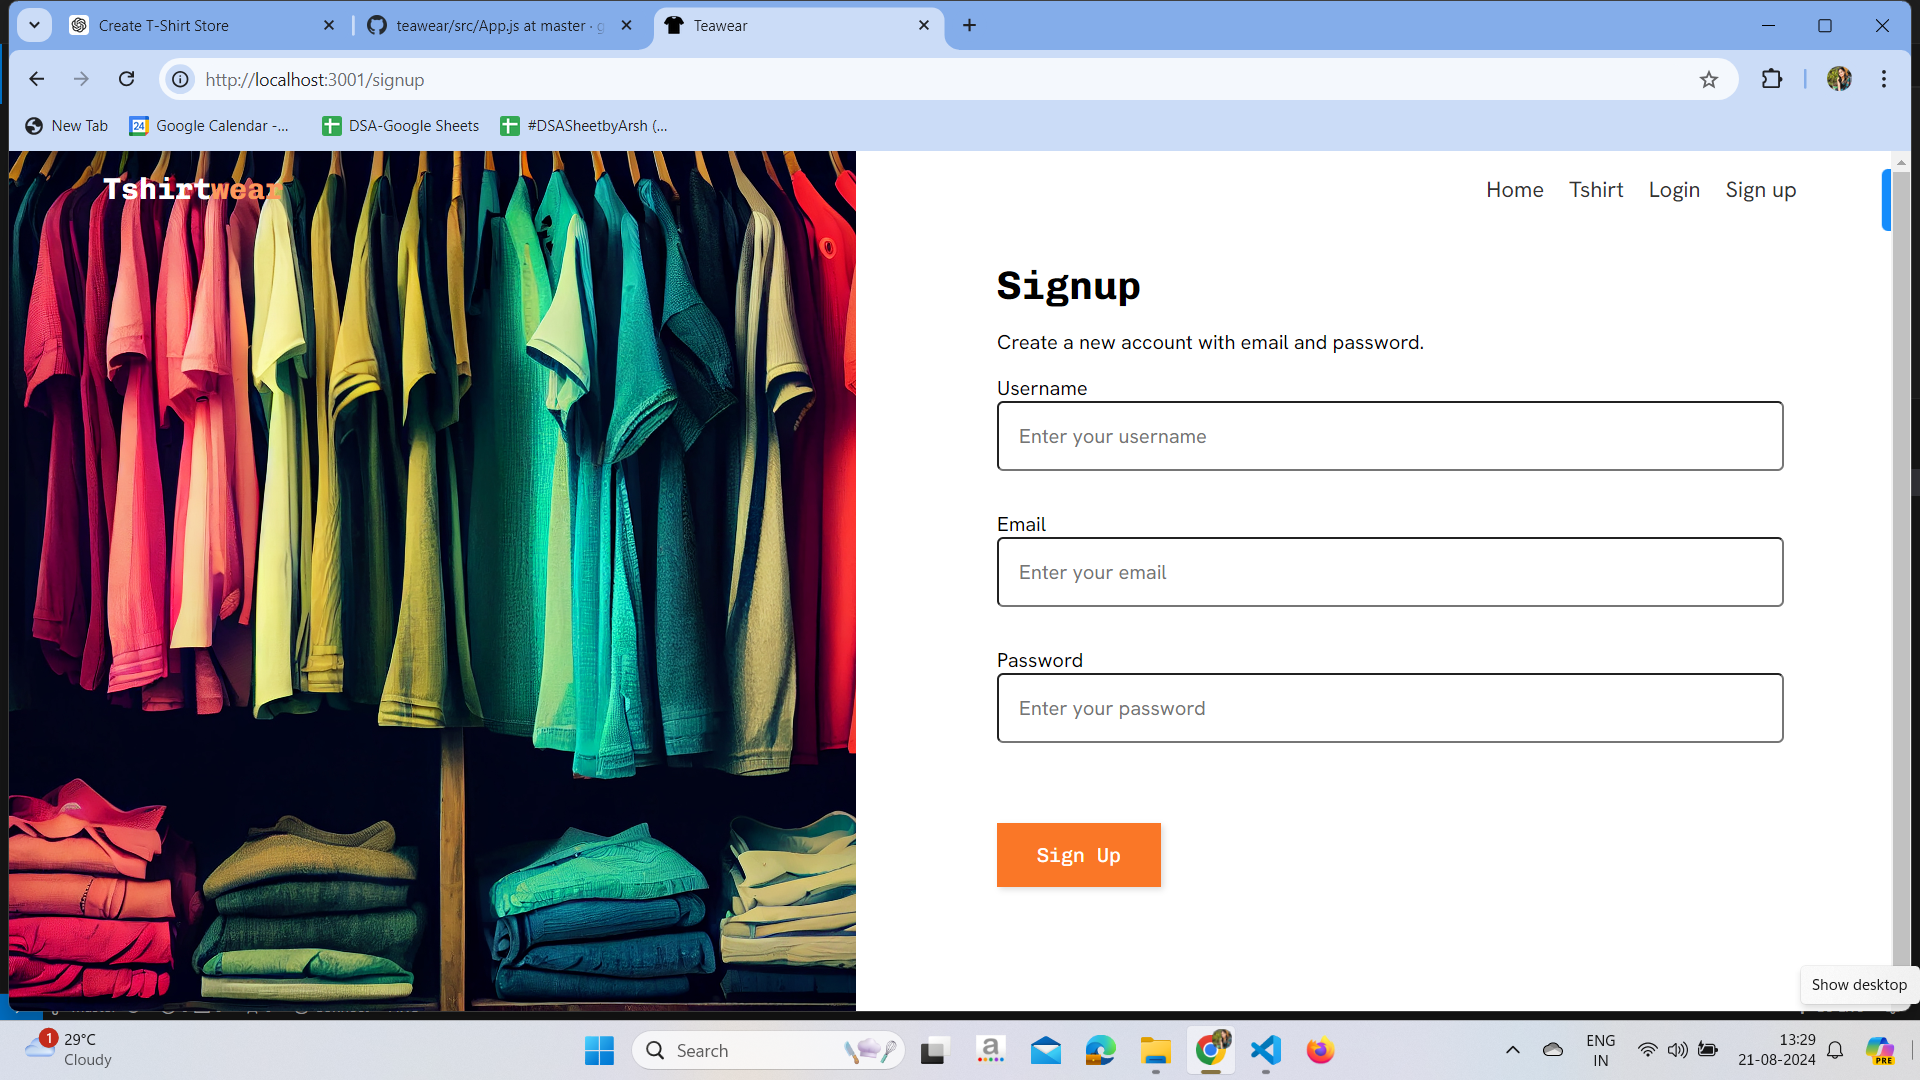 Create T-Shirt Store
teawear/src/App.js at master · g
Teawear
http://localhost:3001/signup
New Tab
24
Google Calendar -...
DSA-Google Sheets
#DSASheetbyArsh (...
Tshirtwear
Home
Tshirt
Login
Sign up
Signup
Create a new account with email and password.
Username
Enter your username
Email
Enter your email
Password
Enter your password
Sign Up
Show desktop
1
29°C
Cloudy
Search
a
ENG
IN
13:29
21-08-2024
PRE